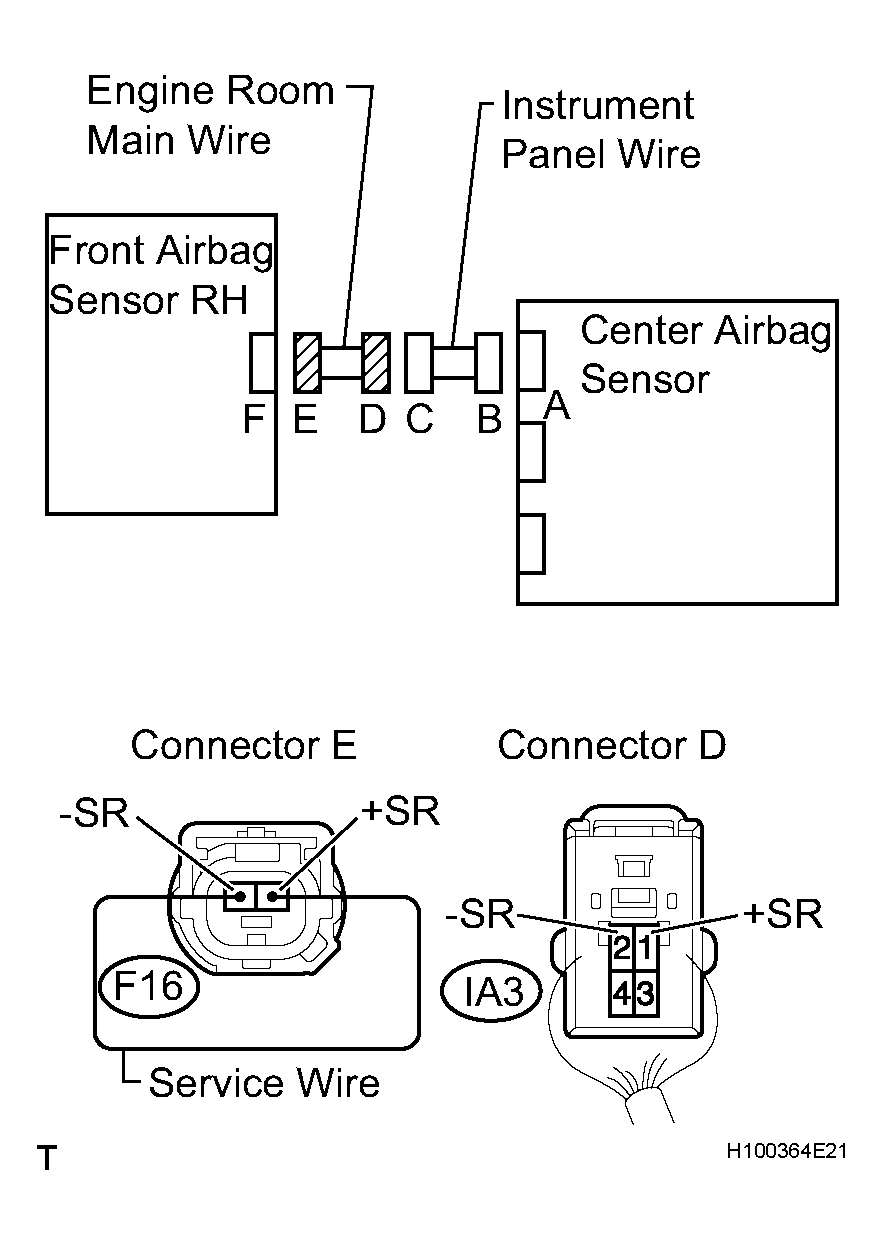 Engine Room
Main Wire
Instrument
Panel Wire
Front Airbag
Sensor RH
Center Airbag
Sensor
F E D C B A
Connector E
Connector D
-SR
+SR
-SR
+SR
2 1
4 3
F16
IA3
Service Wire
T
H100364E21